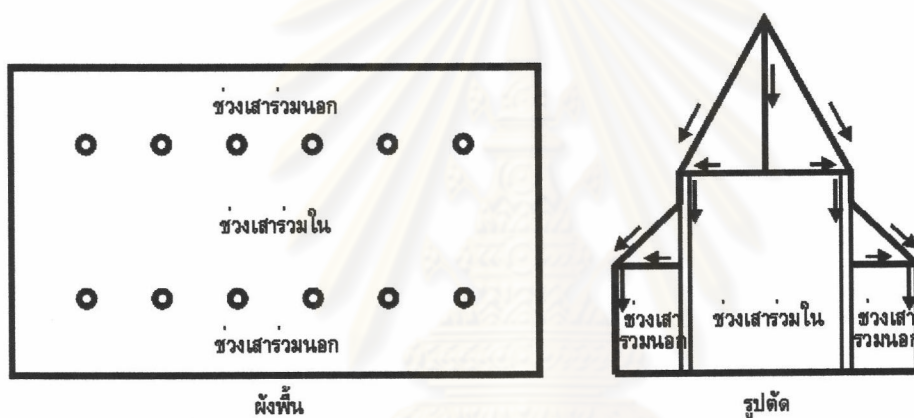 ช่วงเสาร่วมนอก
ช่วงเสาร่วมใน
ช่วงเสาร่วมนอก
ผังพื้น
ช่วงเสา
รวมนอก
ช่วงเสาร่วมใน
ช่วงเสา
รวมนอก
รูปตัด